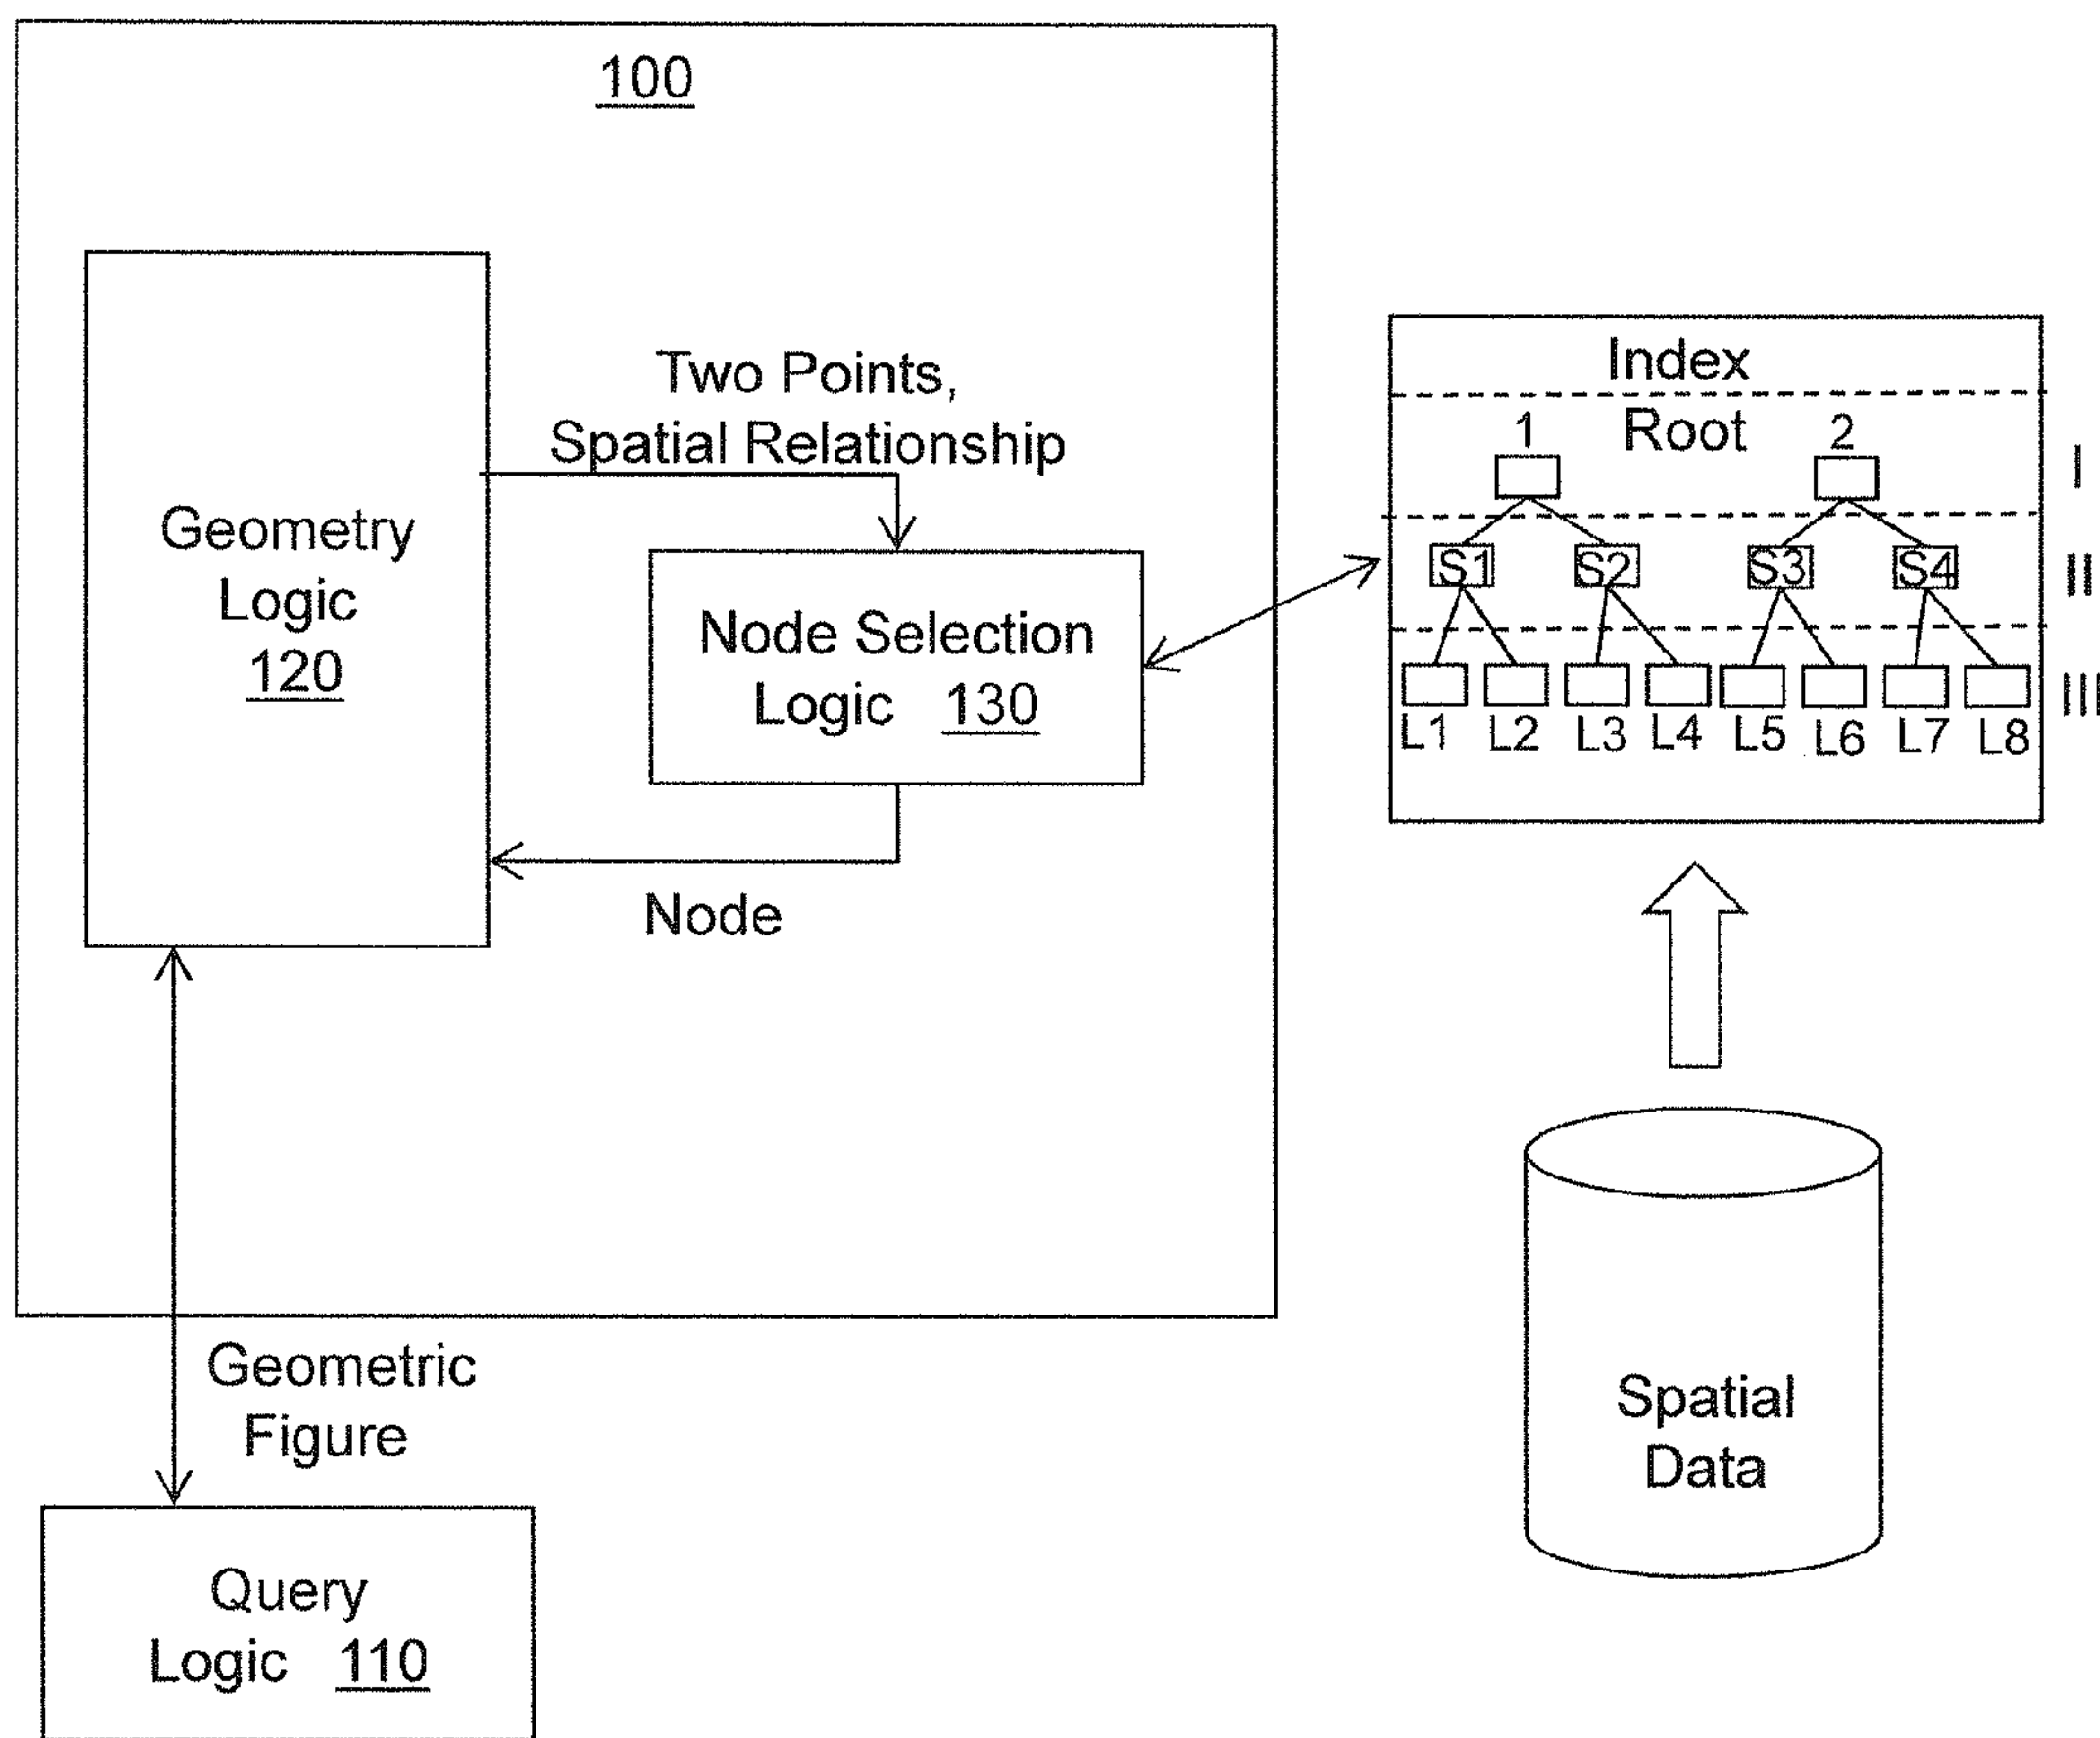 100
Geometry
Logic
120
Two Points,
Spatial Relationship
Node Selection
Logic 130
Node
Geometric
Figure
Query
Logic 110
Index
1 Root 2
I
S1 S2 S3 S4
II
III
L1 L2 L3 L4 L5 L6 L7 L8
Spatial
Data